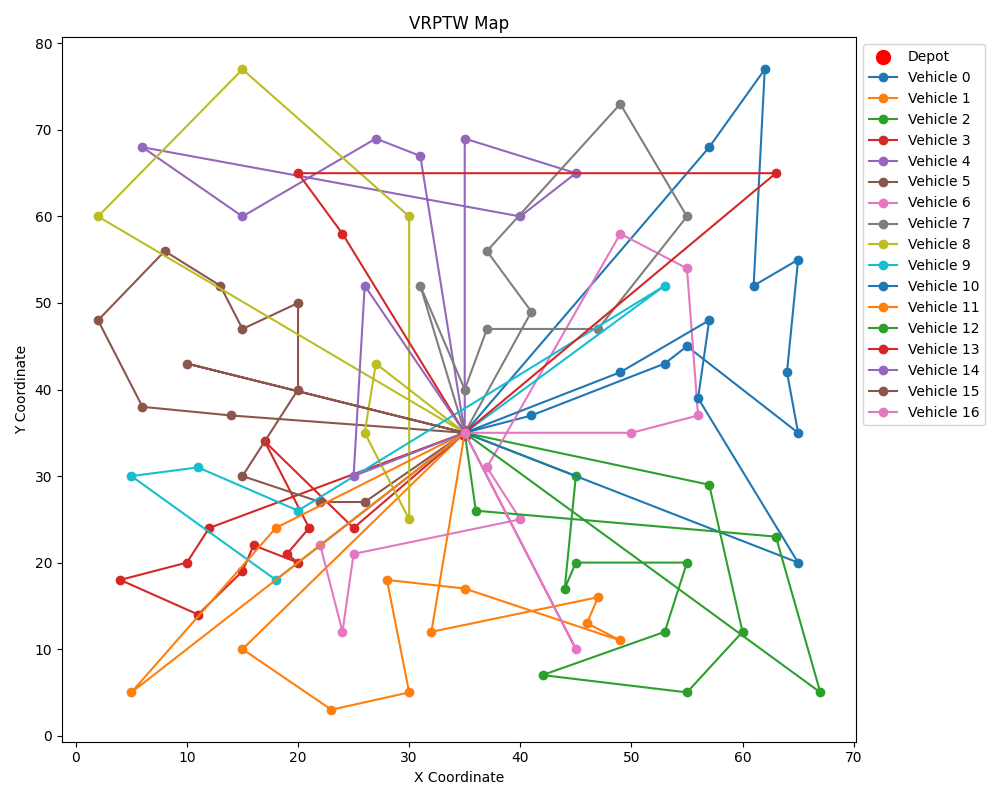 VRPTW Map
Y Coordinate
80
70
60
50
40
30
20
10
0
0 10 20 30 40 50 60 70
X Coordinate
Depot
Vehicle 0
Vehicle 1
Vehicle 2
Vehicle 3
Vehicle 4
Vehicle 5
Vehicle 6
Vehicle 7
Vehicle 8
Vehicle 9
Vehicle 10
Vehicle 11
Vehicle 12
Vehicle 13
Vehicle 14
Vehicle 15
Vehicle 16